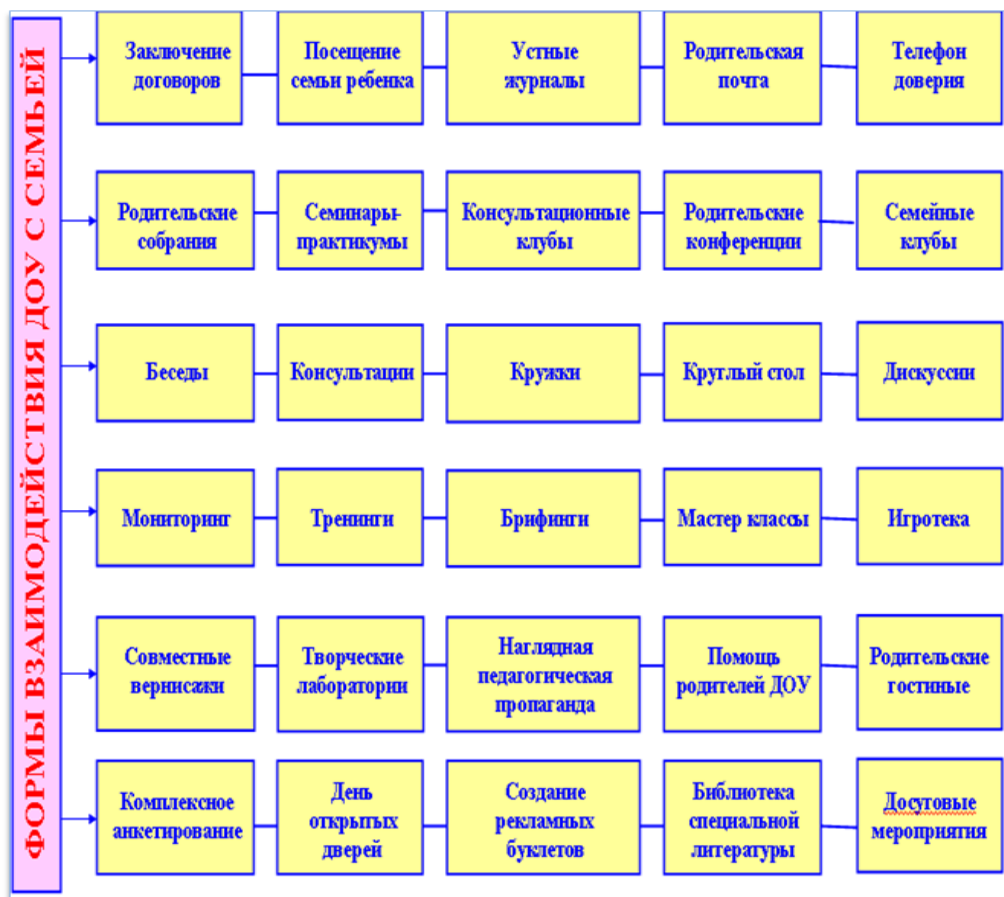 ФОРМЫ ВЗАИМОДЕЙСТВИЯ ДОУ С СЕМЬЕЙ
Заключение
договоров
Посещение
семьи ребенка
Устные
журналы
Родительская
почта
Телефон
доверия
Родительские
собрания
Семинары-
практикумы
Консультационные
клубы
Родительские
конференции
Семейные
клубы
Беседы
Консультации
Кружки
Круглый стол
Дискуссии
Мониторинг
Тренинги
Брифинги
Мастер классы
Игротека
Совместные
вернисажи
Творческие
лаборатории
Наглядная
педагогическая
пропаганда
Помощь
родителей ДОУ
Родительские
гостиные
Комплексное
анкетирование
День
открытых
дверей
Создание
рекламных
буклетов
Библиотека
специальной
литературы
Досуговые
мероприятия